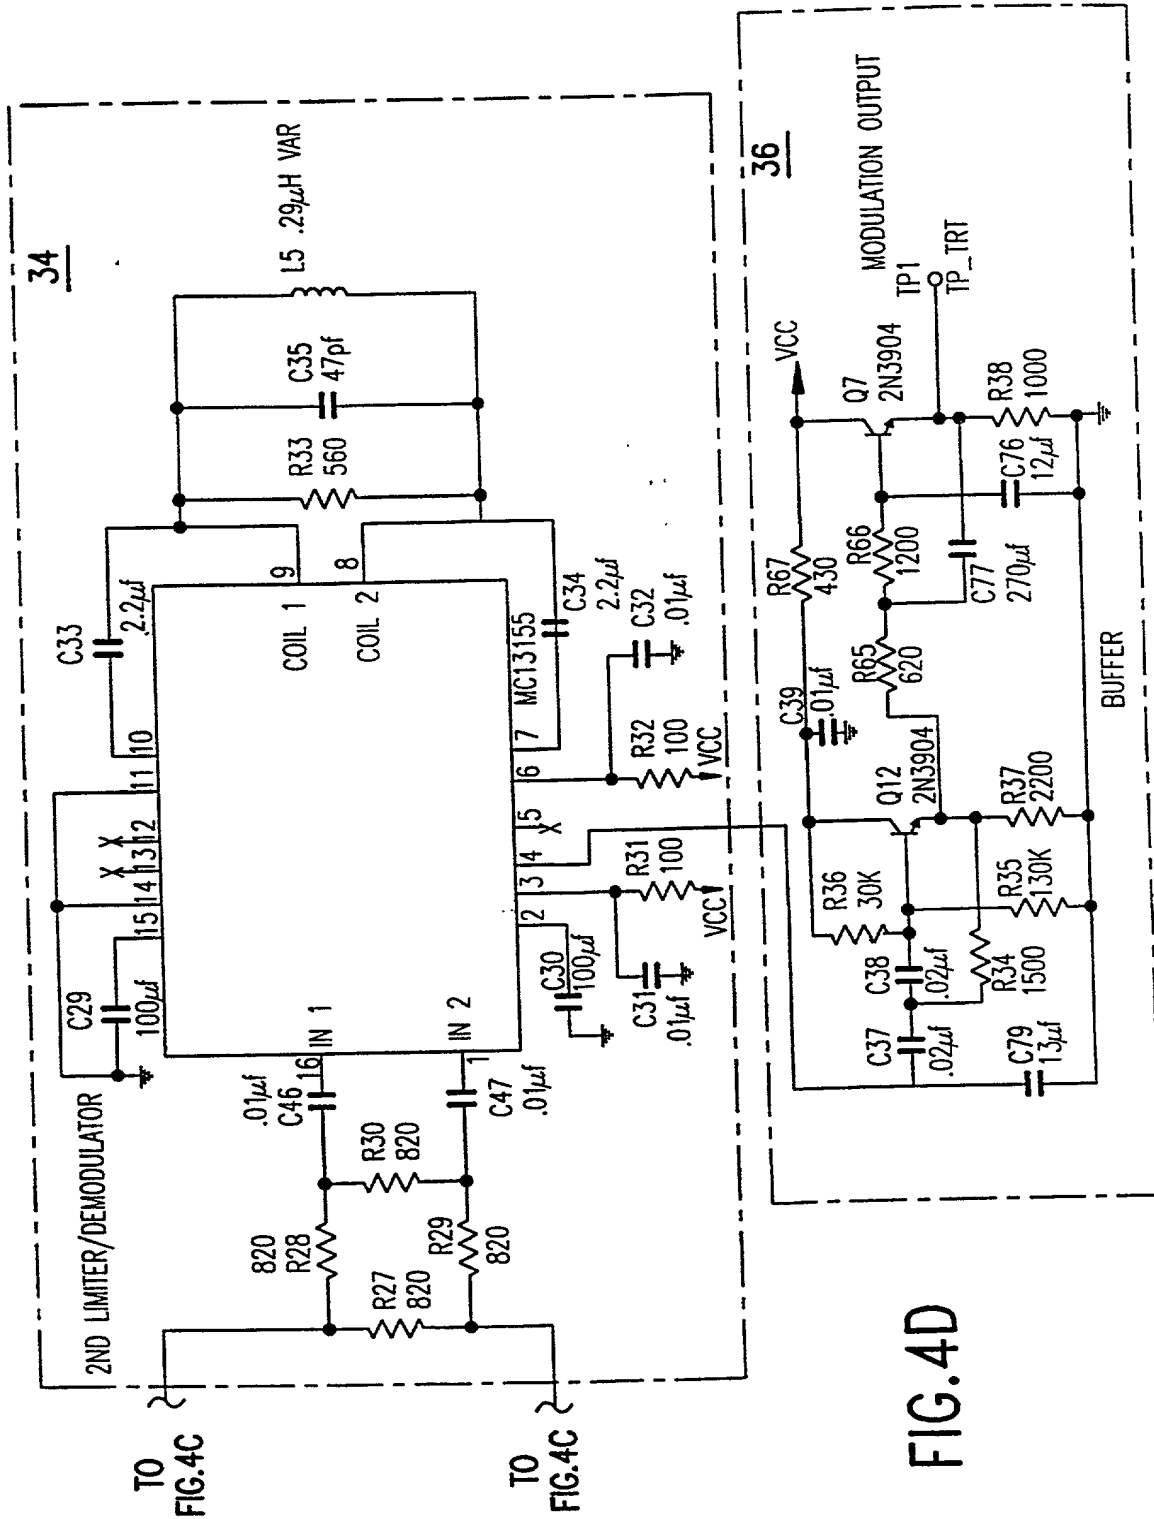 34
2ND LIMITER/DEMODULATOR
C33
.2.2µf
C29
100µf
15
14
13
X
12
X
11
10
TO
FIG.4C
820
R28
.01µf
C46
16
IN 1
COIL 1
9
R27
820
R30
820
R33
560
C35
47pf
L5 .29µH VAR
R29
820
C47
.01µf
1
IN 2
COIL 2
8
MC13155
2
3
4
5
X
6
7
TO
FIG.4C
C30
100µf
C31
.01µf
R31
100
VCC
R32
100
VCC
C34
2.2µf
C32
.01µf
36
MODULATION OUTPUT
R36
30K
C39
.01µf
R67
430
VCC
C37
.02µf
C38
.02µf
Q12
2N3904
R65
620
R66
1200
Q7
2N3904
TP1
TP_TRT
R34
1500
R35
130K
R37
2200
C77
270µf
C76
12µf
R38
1000
C79
13µf
BUFFER
FIG.4D